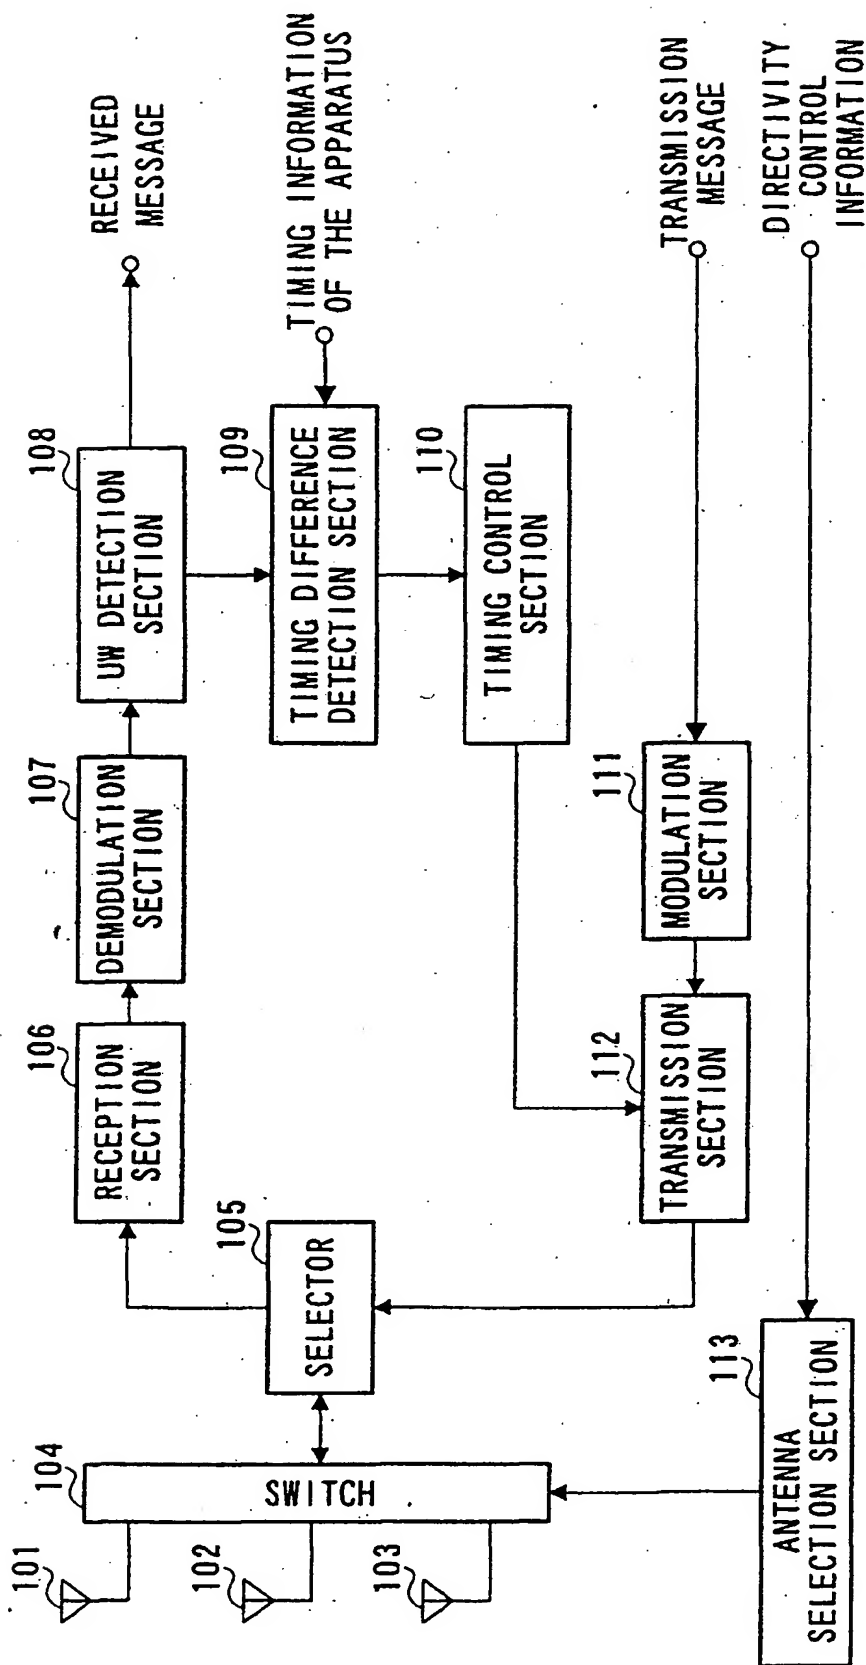 101
102
103
104
SWITCH
105
SELECTOR
106
RECEPTION
SECTION
107
DEMODULATION
SECTION
108
UW DETECTION
SECTION
RECEIVED
MESSAGE
109
TIMING DIFFERENCE
DETECTION SECTION
TIMING INFORMATION
OF THE APPARATUS
110
TIMING CONTROL
SECTION
111
MODULATION
SECTION
TRANSMISSION
MESSAGE
112
TRANSMISSION
SECTION
113
ANTENNA
SELECTION SECTION
DIRECTIVITY
CONTROL
INFORMATION